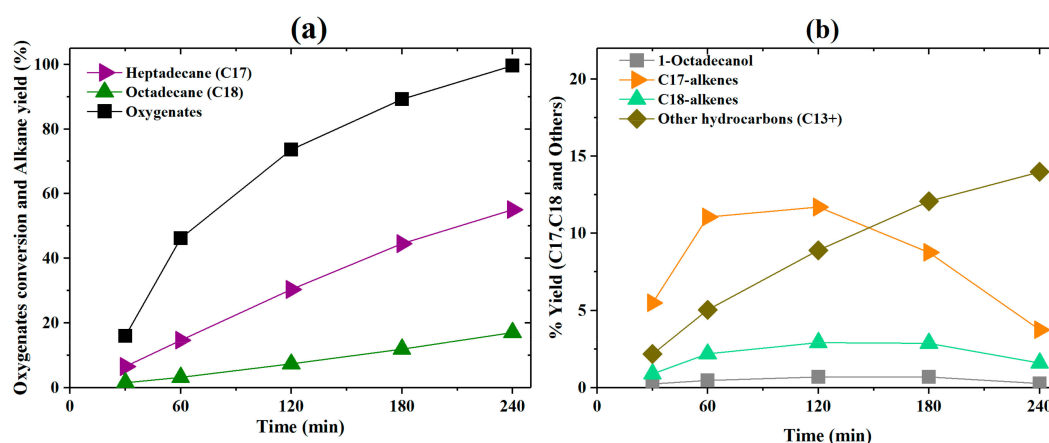 (a)
Oxygenates conversion and Alkane yield (%)
100
80
60
40
20
0
Heptadecane (C17)
Octadecane (C18)
Oxygenates
0 60 120 180 240
Time (min)
(b)
% Yield (C17,C18 and Others)
20
15
10
5
0
1-Octadecanol
C17-alkenes
C18-alkenes
Other hydrocarbons (C13+)
0 60 120 180 240
Time (min)